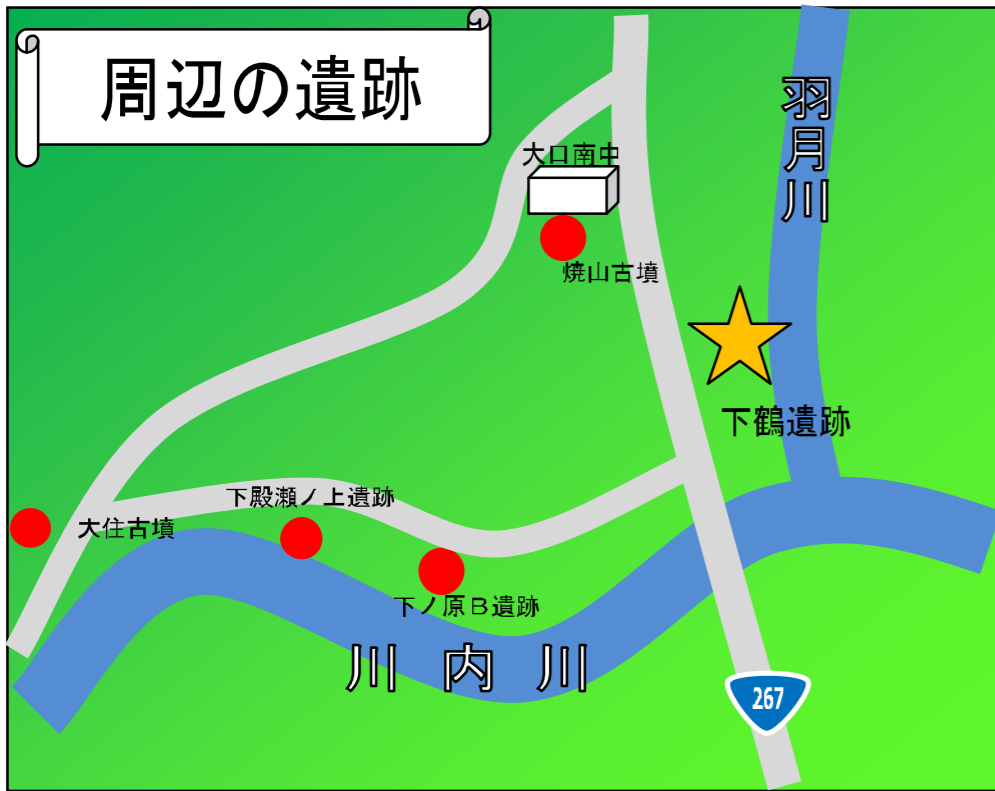 周辺の遺跡
羽月川
大口南中
焼山古墳
下鶴遺跡
下殿瀬ノ上遺跡
大住古墳
下ノ原Ｂ遺跡
川内川
267